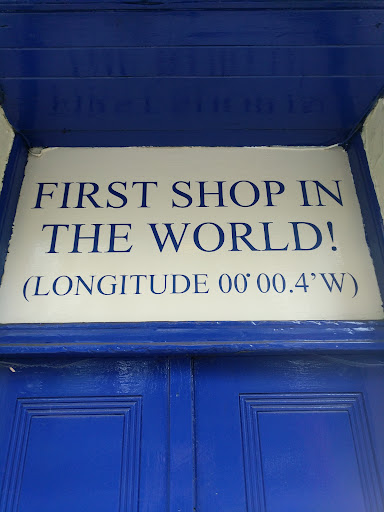 FIRST SHOP IN
THE WORLD!
(LONGITUDE 00° 00.4'W)